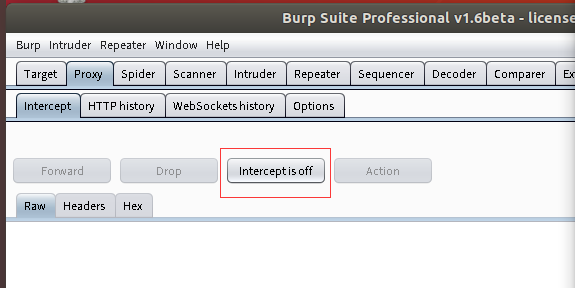 Burp Suite Professional v1.6beta - license
Burp Intruder Repeater Window Help
Target Proxy Spider Scanner Intruder Repeater Sequencer Decoder Comparer Ex
Intercept HTTP history WebSockets history Options
Forward Drop Intercept is off Action
Raw Headers Hex